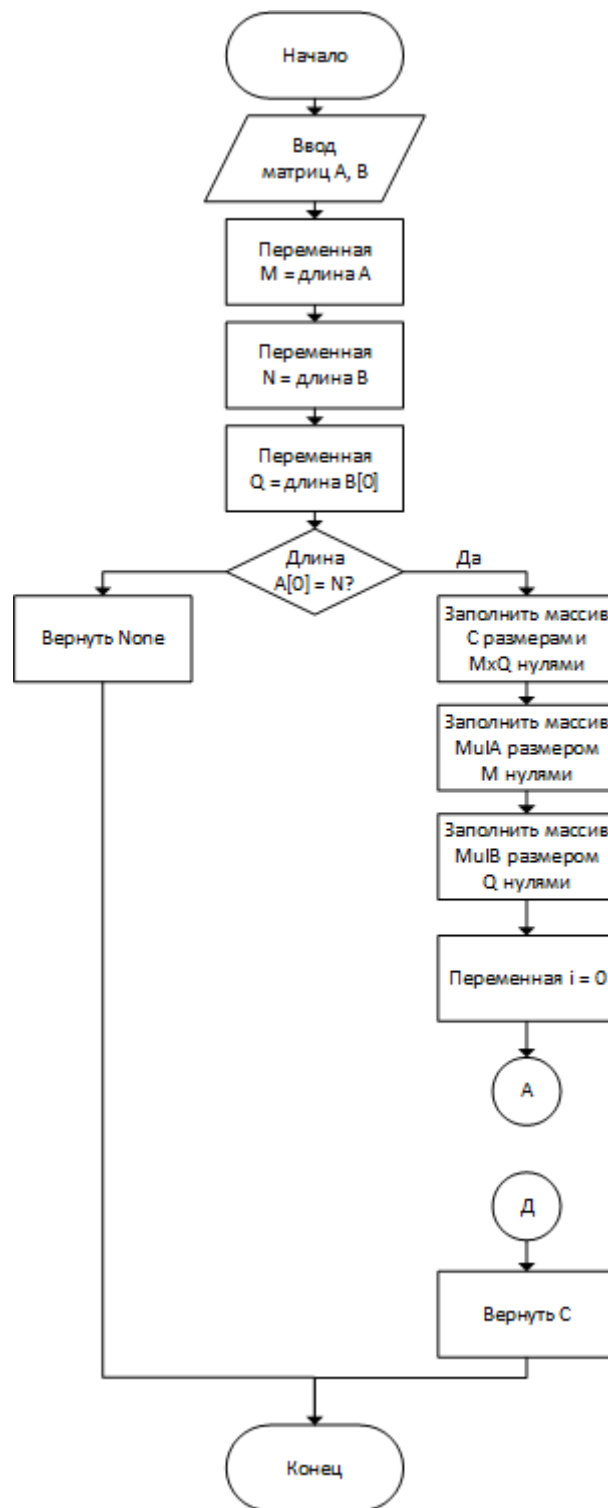 Начало
Ввод
матриц А, В
Переменная
М = длина А
Переменная
N = длина В
Переменная
Q = длина B[0]
Длина
A[0] = N?
Да
Вернуть None
Заполнить массив
С размерами
MxQ нулями
Заполнить массив
MulA размером
М нулями
Заполнить массив
MulB размером
Q нулями
Переменная i = 0
А
Д
Вернуть С
Конец